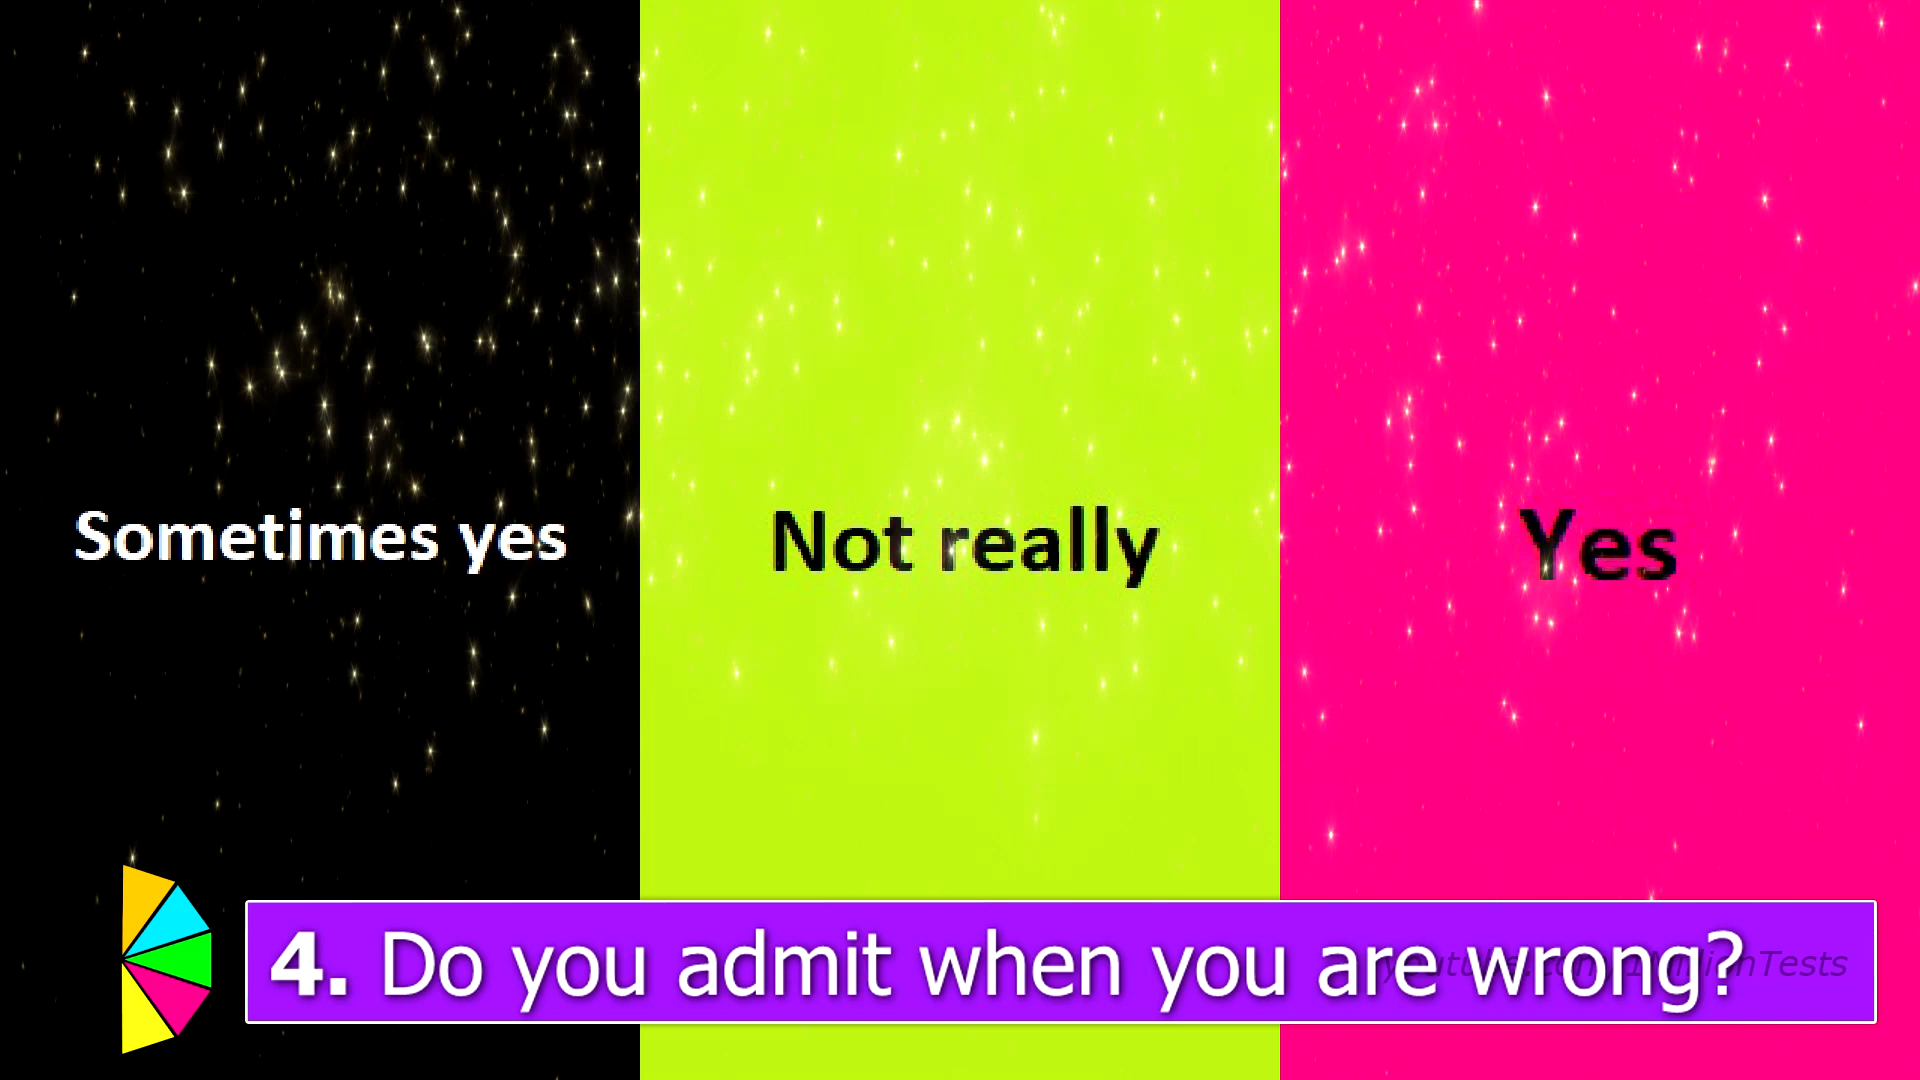 Sometimes yes
Not really
Yes
4. Do you admit when you are wrong?